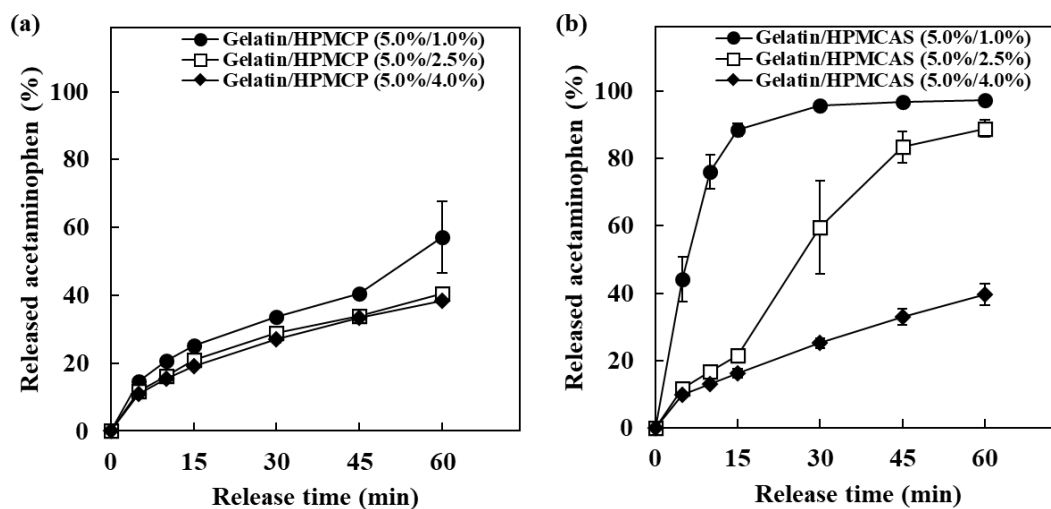 (a)
Gelatin/HPMCP (5.0%/1.0%)
Gelatin/HPMCP (5.0%/2.5%)
Gelatin/HPMCP (5.0%/4.0%)
Released acetaminophen (%)
100
80
60
40
20
0
0 15 30 45 60
Release time (min)
(b)
Gelatin/HPMCAS (5.0%/1.0%)
Gelatin/HPMCAS (5.0%/2.5%)
Gelatin/HPMCAS (5.0%/4.0%)
Released acetaminophen (%)
100
80
60
40
20
0
0 15 30 45 60
Release time (min)